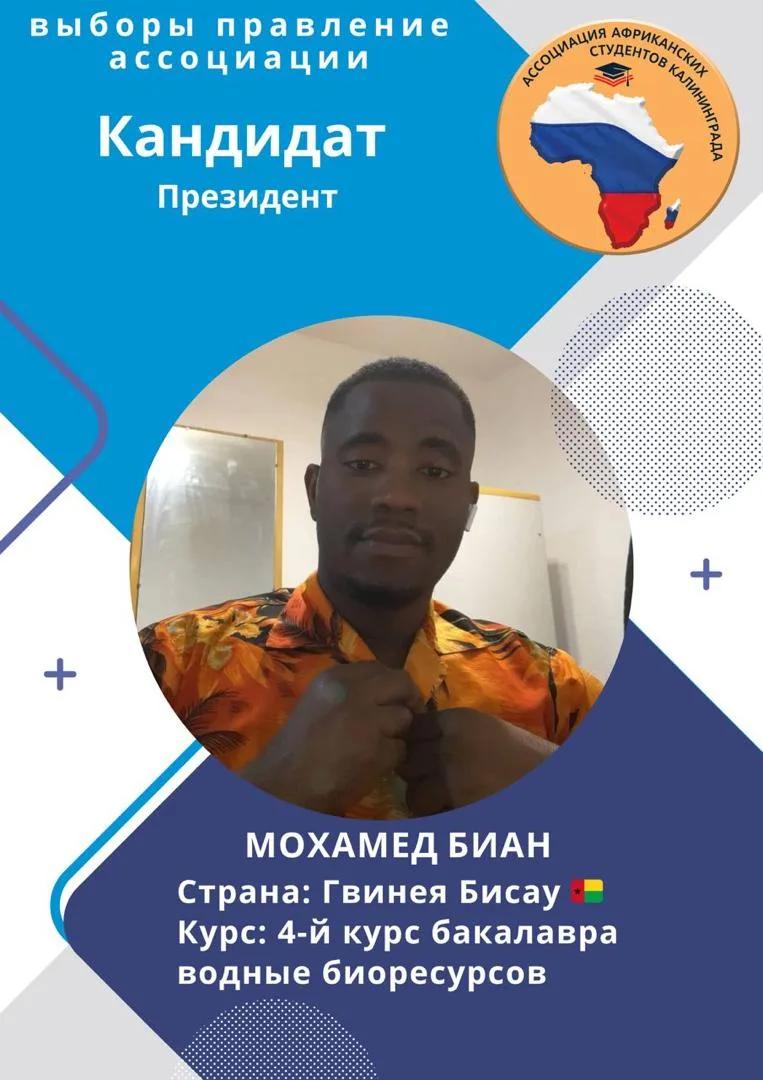 выборы правление
ассоциации
Кандидат
Президент
АССОЦИАЦИЯ АФРИКАНСКИХ
СТУДЕНТОВ КАЛИНИНГРАДА
МОХАМЕД БИАН
Страна: Гвинея Бисау
Курс: 4-й курс бакалавра
водные биоресурсов